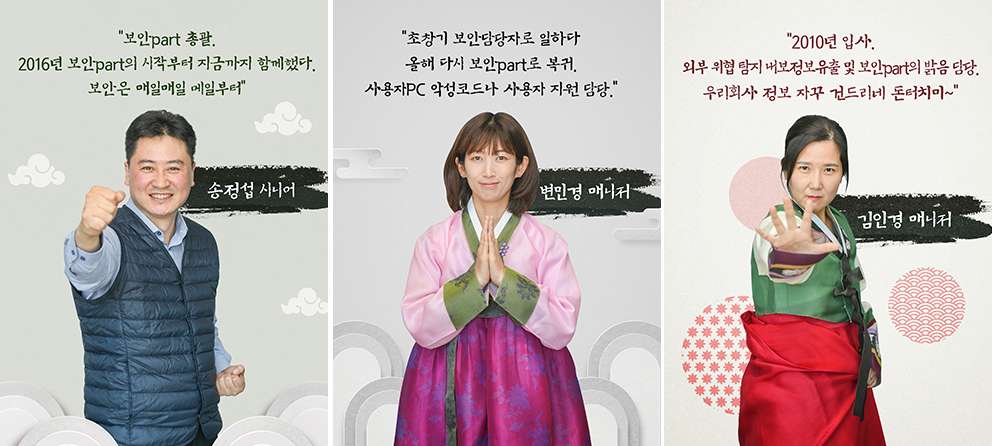 "보안part 총괄.
2016년 보안part의 시작부터 지금까지 함께했다.
보안은 매일매일 메일부터"
송정섭 시니어
"초창기 보안담당자로 일하다
올해 다시 보안part로 복귀.
사용자PC 악성코드나 사용자 지원 담당."
변민경 매니저
"2010년 입사.
외부 위협 탐지 내보정보유출 및 보안part의 밝음 담당.
우리회사 정보 자꾸 건드리네 돈터치미~"
김인경 매니저